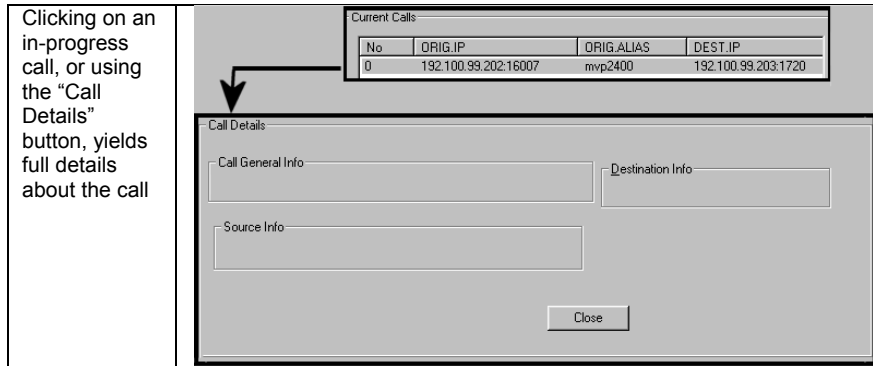 Clicking on an
in-progress
call, or using
the “Call
Details”
button, yields
full details
about the call
Current Calls
No ORIG.IP ORIG.ALIAS DEST.IP
0 192.100.99.202:16007 mvp2400 192.100.99.203:1720
Call Details
Call General Info
Destination Info
Source Info
Close